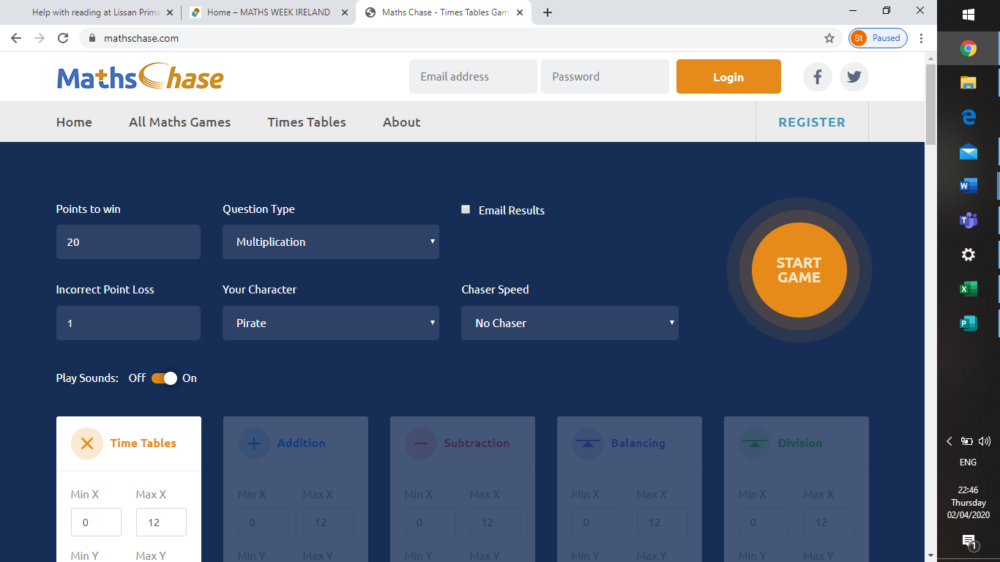 Help with reading at Lissan Prima
Home – MATHS WEEK IRELAND
Maths Chase - Times Tables Gam
mathschase.com
St Paused
Maths Chase
Email address
Password
Login
Home
All Maths Games
Times Tables
About
REGISTER
Points to win
Question Type
Email Results
20
Multiplication
START
GAME
Incorrect Point Loss
Your Character
Chaser Speed
1
Pirate
No Chaser
Play Sounds: Off On
Time Tables
Addition
Subtraction
Balancing
Division
Min X Max X
Min X Max X
Min X Max X
Min X Max X
Min X Max X
0 12
0 12
0 12
0 12
0 12
Min Y Max Y
Min Y Max Y
Min Y Max Y
Min Y Max Y
Min Y Max Y
ENG
22:46
Thursday
02/04/2020
1